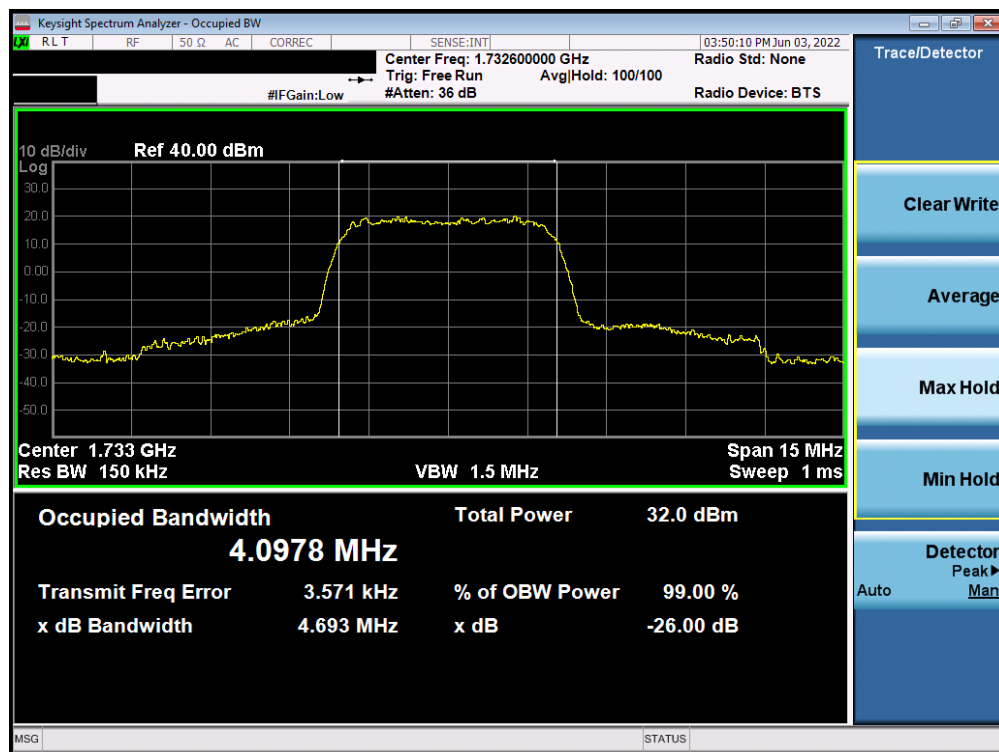 Keysight Spectrum Analyzer - Occupied BW
LXI RLT RF 50 Ω AC CORREC SENSE:INT 03:50:10 PM Jun 03, 2022
Center Freq: 1.732600000 GHz Radio Std: None
Trig: Free Run Avg|Hold: 100/100
#IFGain:Low #Atten: 36 dB Radio Device: BTS
10 dB/div Ref 40.00 dBm
Log
30.0
20.0
10.0
0.00
-10.0
-20.0
-30.0
-40.0
-50.0
Center 1.733 GHz Span 15 MHz
Res BW 150 kHz VBW 1.5 MHz Sweep 1 ms
Occupied Bandwidth Total Power 32.0 dBm
4.0978 MHz
Transmit Freq Error 3.571 kHz % of OBW Power 99.00 %
x dB Bandwidth 4.693 MHz x dB -26.00 dB
MSG STATUS
Trace/Detector
Clear Write
Average
Max Hold
Min Hold
Detector
Peak▶
Auto Man